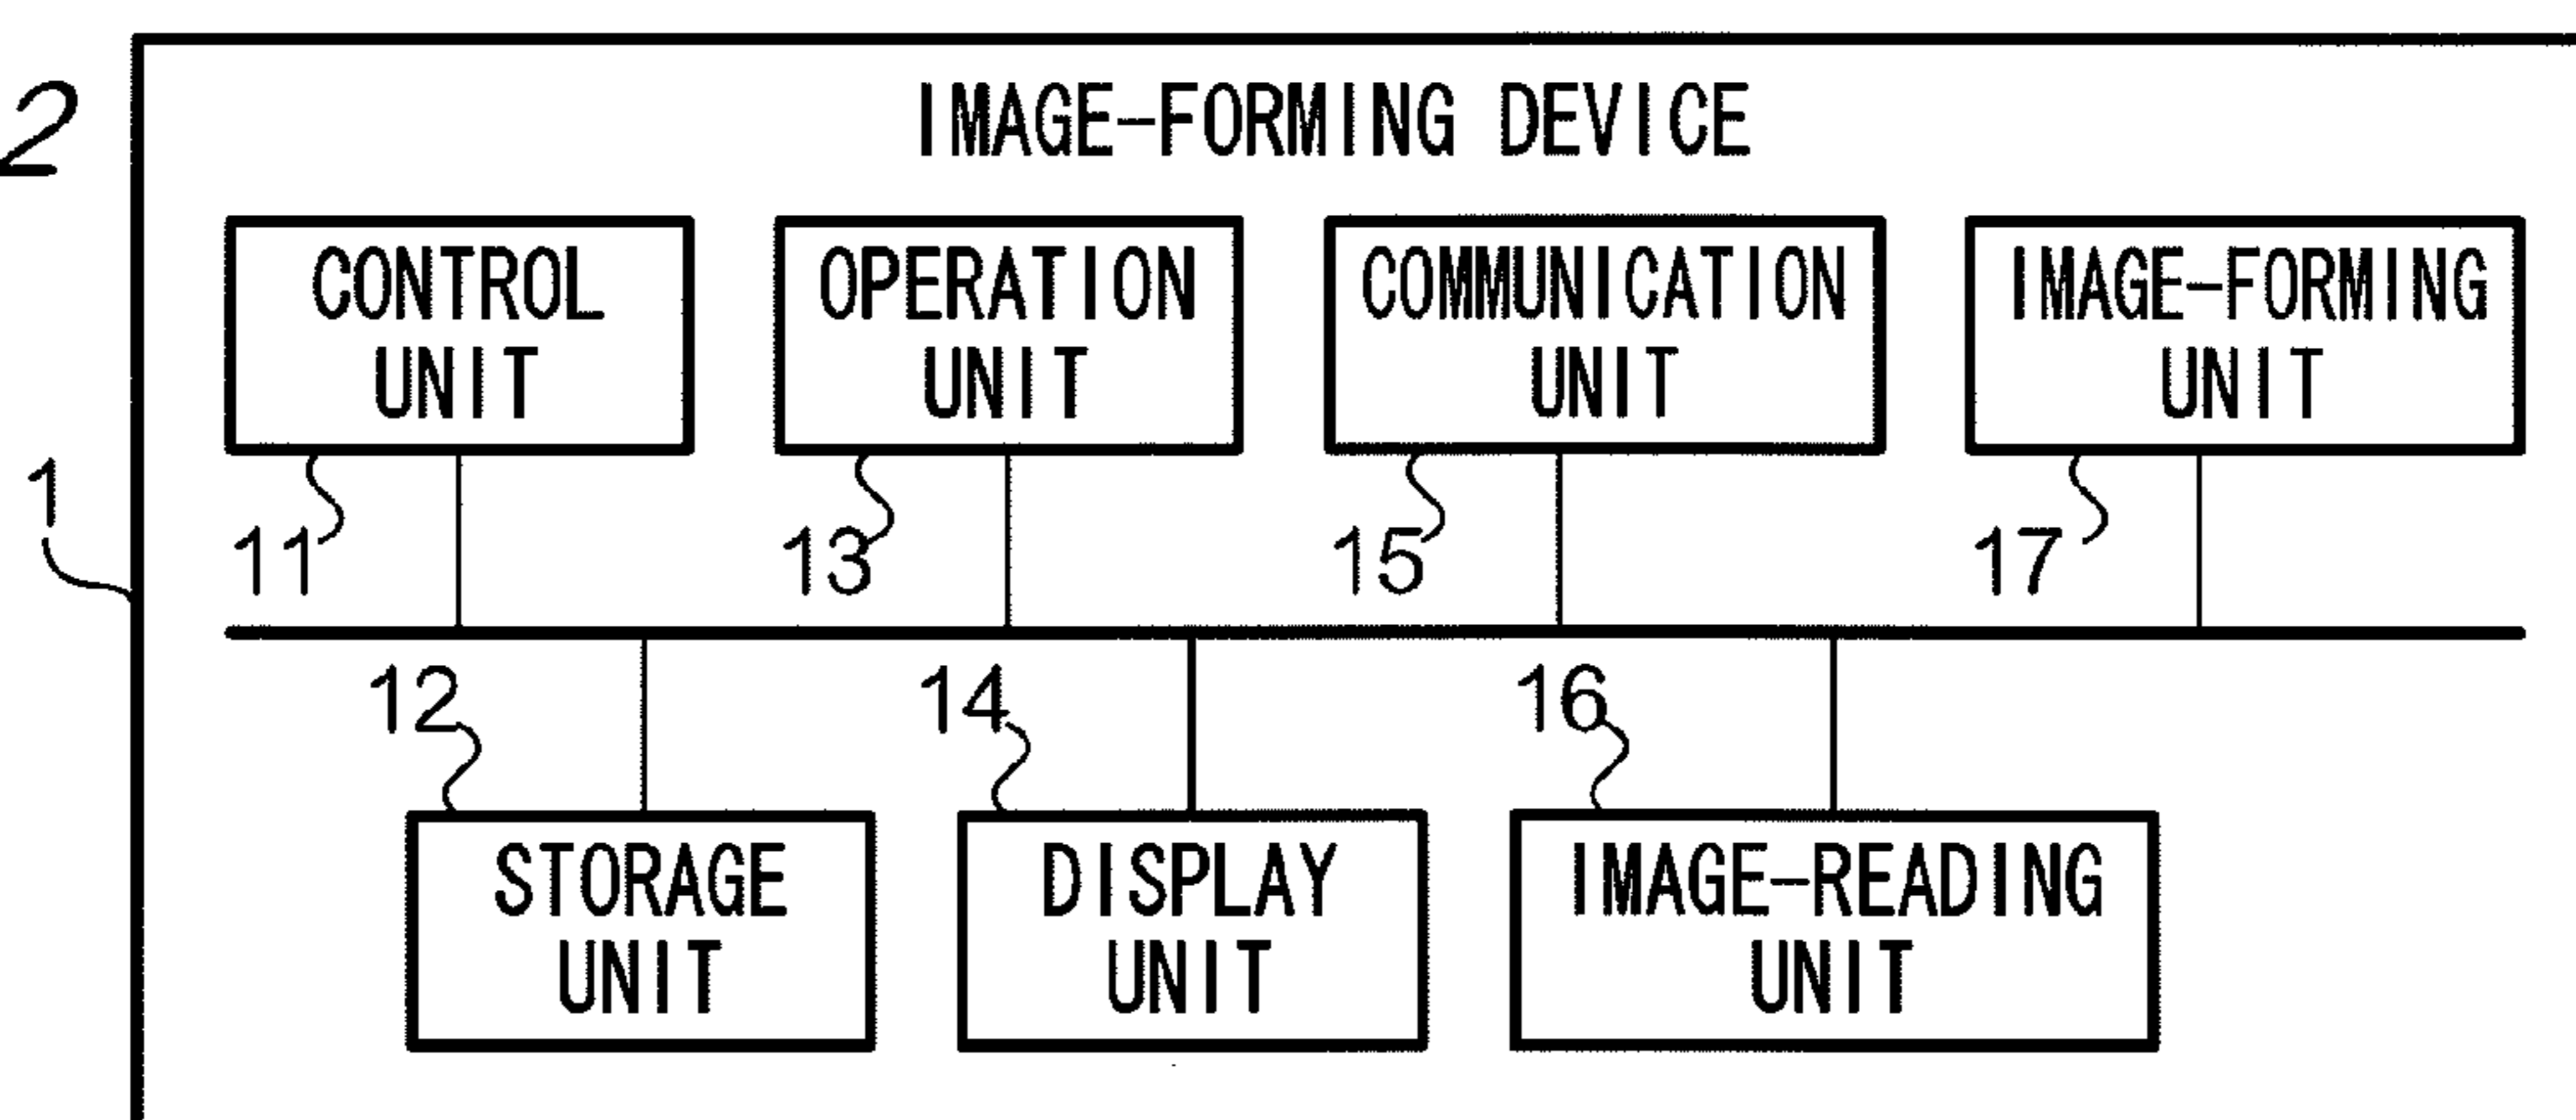 2
IMAGE-FORMING DEVICE
CONTROL
UNIT
OPERATION
UNIT
COMMUNICATION
UNIT
IMAGE-FORMING
UNIT
1
11
13
15
17
12
14
16
STORAGE
UNIT
DISPLAY
UNIT
IMAGE-READING
UNIT